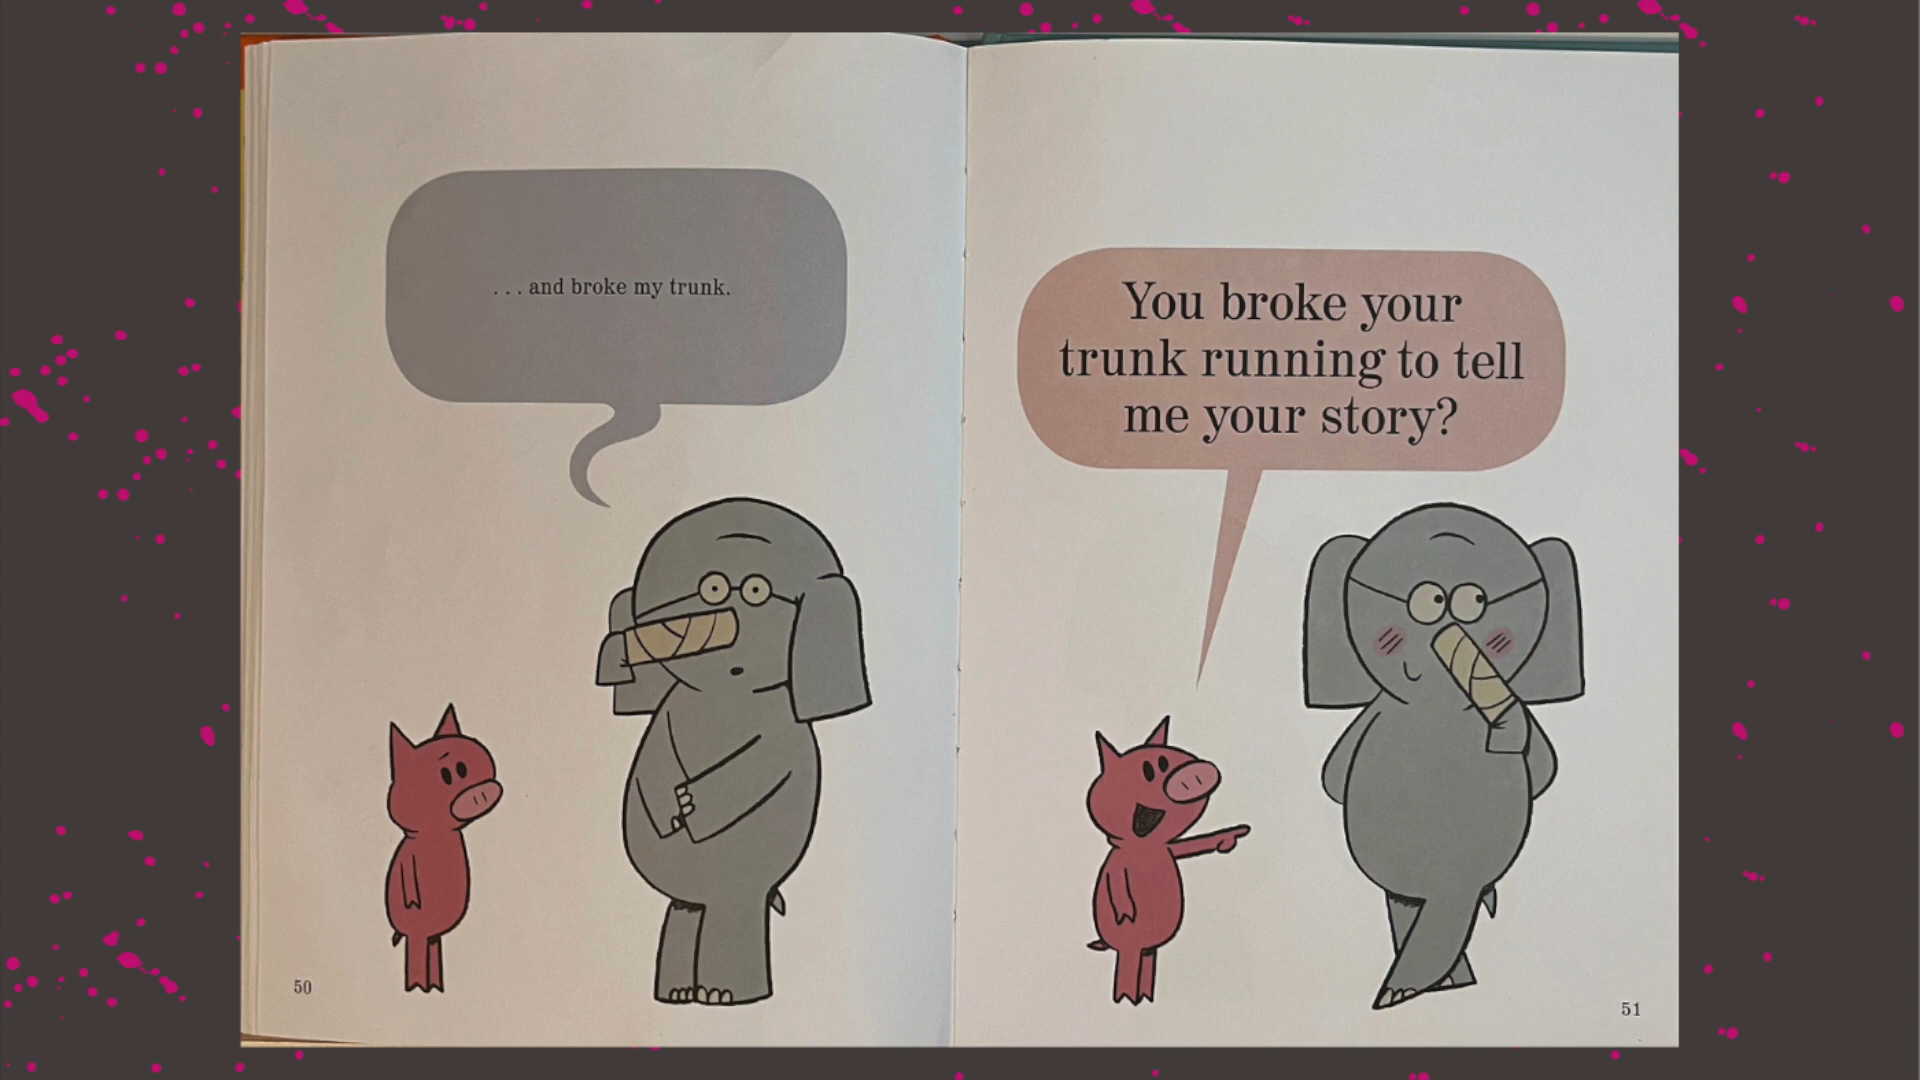 . . . and broke my trunk.
You broke your
trunk running to tell
me your story?
50
51